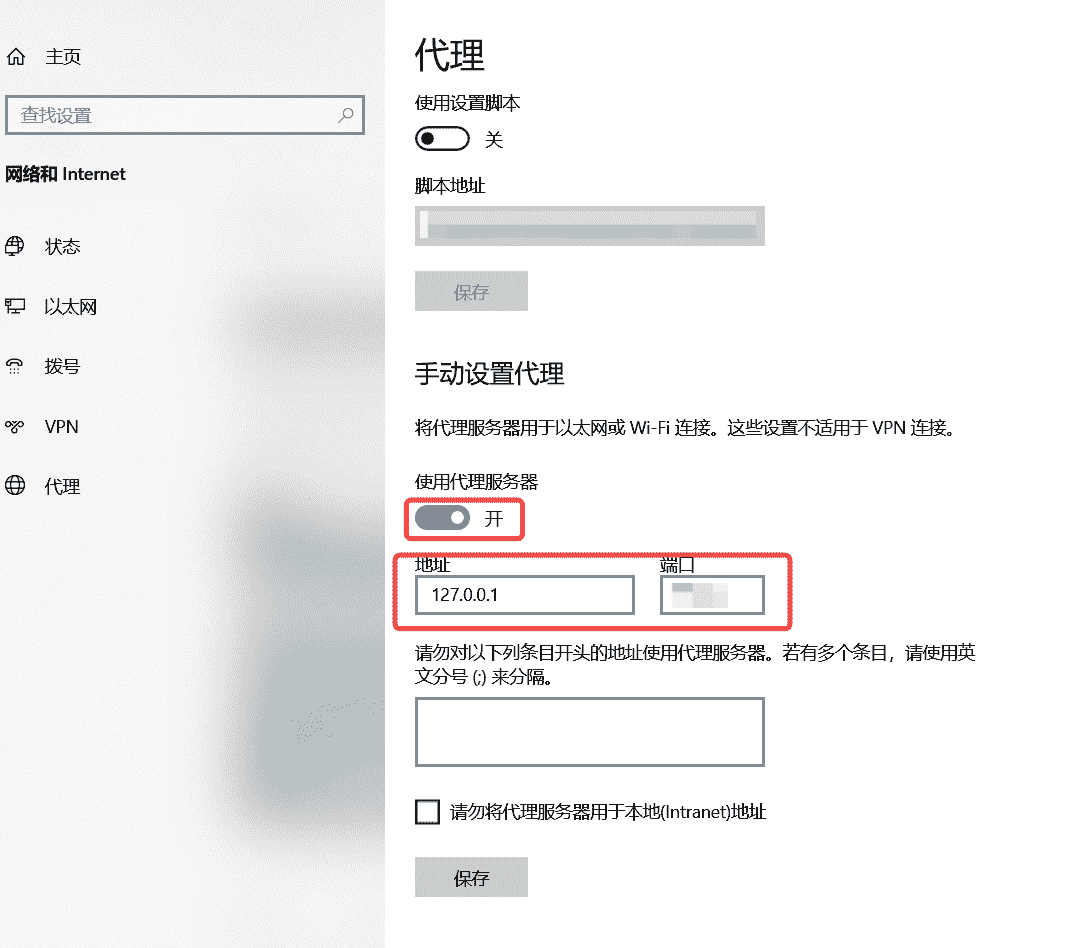 主页
查找设置
网络和 Internet
状态
以太网
拨号
VPN
代理
代理
使用设置脚本
关
脚本地址
保存
手动设置代理
将代理服务器用于以太网或 Wi-Fi 连接。这些设置不适用于 VPN 连接。
使用代理服务器
开
地址 端口
127.0.0.1
请勿对以下列条目开头的地址使用代理服务器。若有多个条目，请使用英
文分号 (;) 来分隔。
请勿将代理服务器用于本地(Intranet)地址
保存